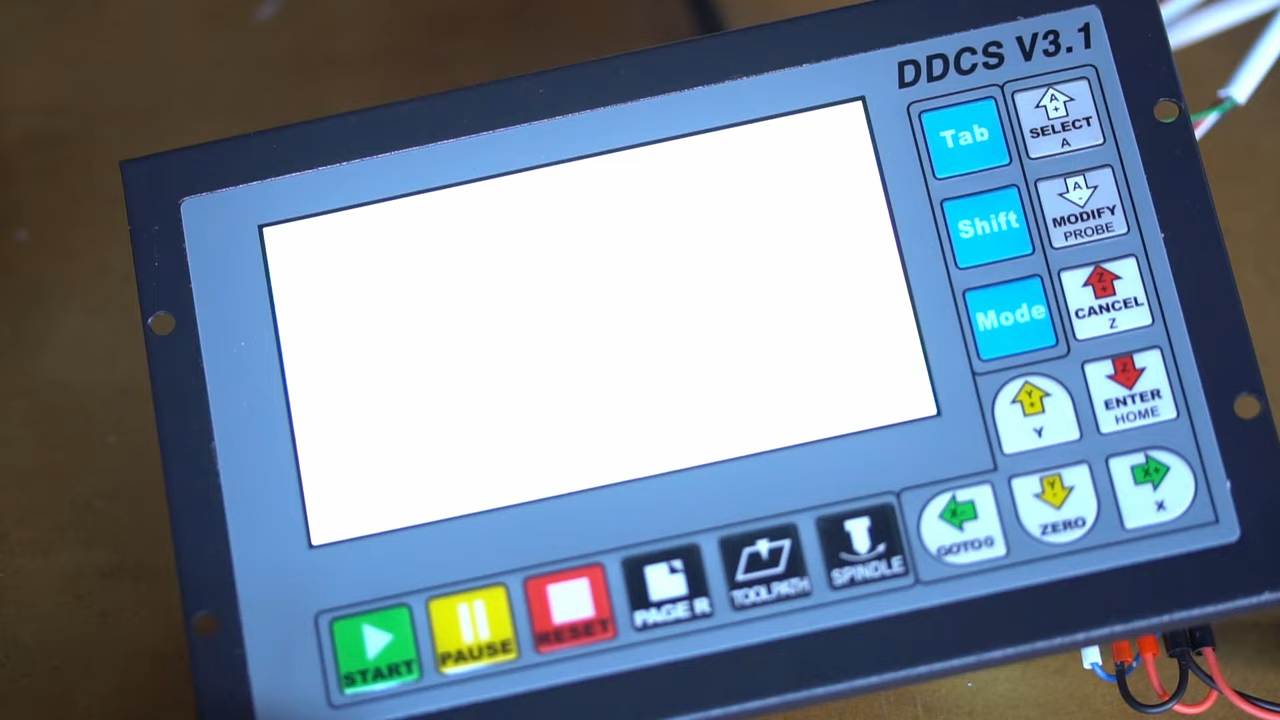 DDCS V3.1
Tab
A
+
SELECT
A
Shift
A
-
MODIFY
PROBE
Mode
Z
+
CANCEL
Z
Y
+
Y
Z
-
ENTER
HOME
X-
GOTO0
Y
-
ZERO
X+
X
START
PAUSE
RESET
PAGE R
TOOLPATH
SPINDLE